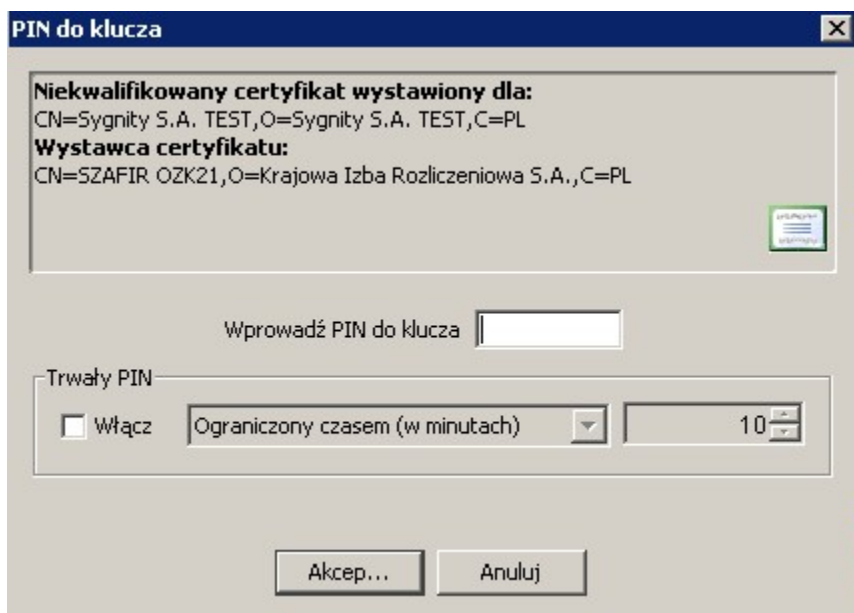 PIN do klucza
Niekwalifikowany certyfikat wystawiony dla:
CN=Sygnity S.A. TEST,O=Sygnity S.A. TEST,C=PL
Wystawca certyfikatu:
CN=SZAFIR OZK21,O=Krajowa Izba Rozliczeniowa S.A.,C=PL
Wprowadź PIN do klucza
Trwały PIN
Włącz Ograniczony czasem (w minutach) 10
Akcep... Anuluj